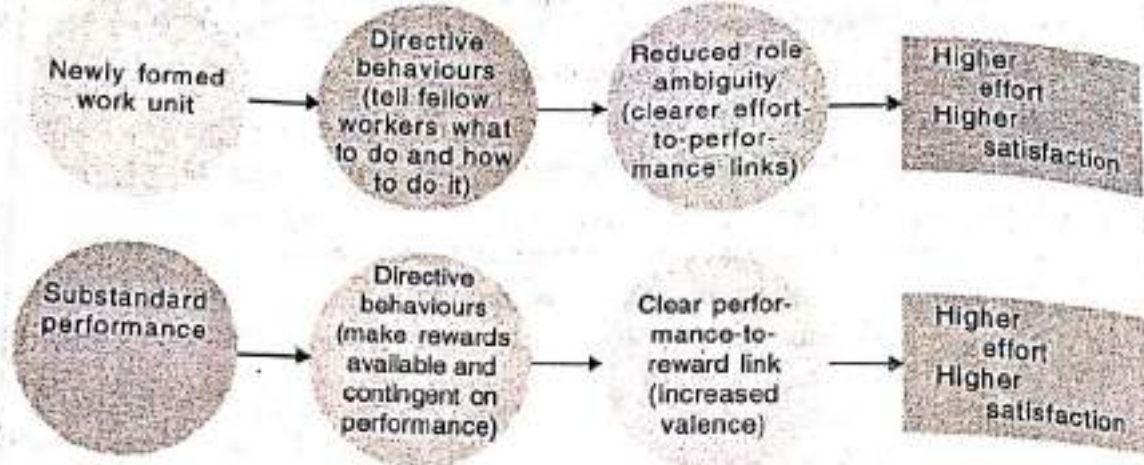 Newly formed
work unit
Directive
behaviours
(tell fellow
workers what
to do and how
to do it)
Reduced role
ambiguity
(clearer effort-
to-perfor-
mance links)
Higher
effort
Higher
satisfaction
Substandard
performance
Directive
behaviours
(make rewards
available and
contingent on
performance)
Clear perfor-
mance-to-
reward link
(increased
valence)
Higher
effort
Higher
satisfaction